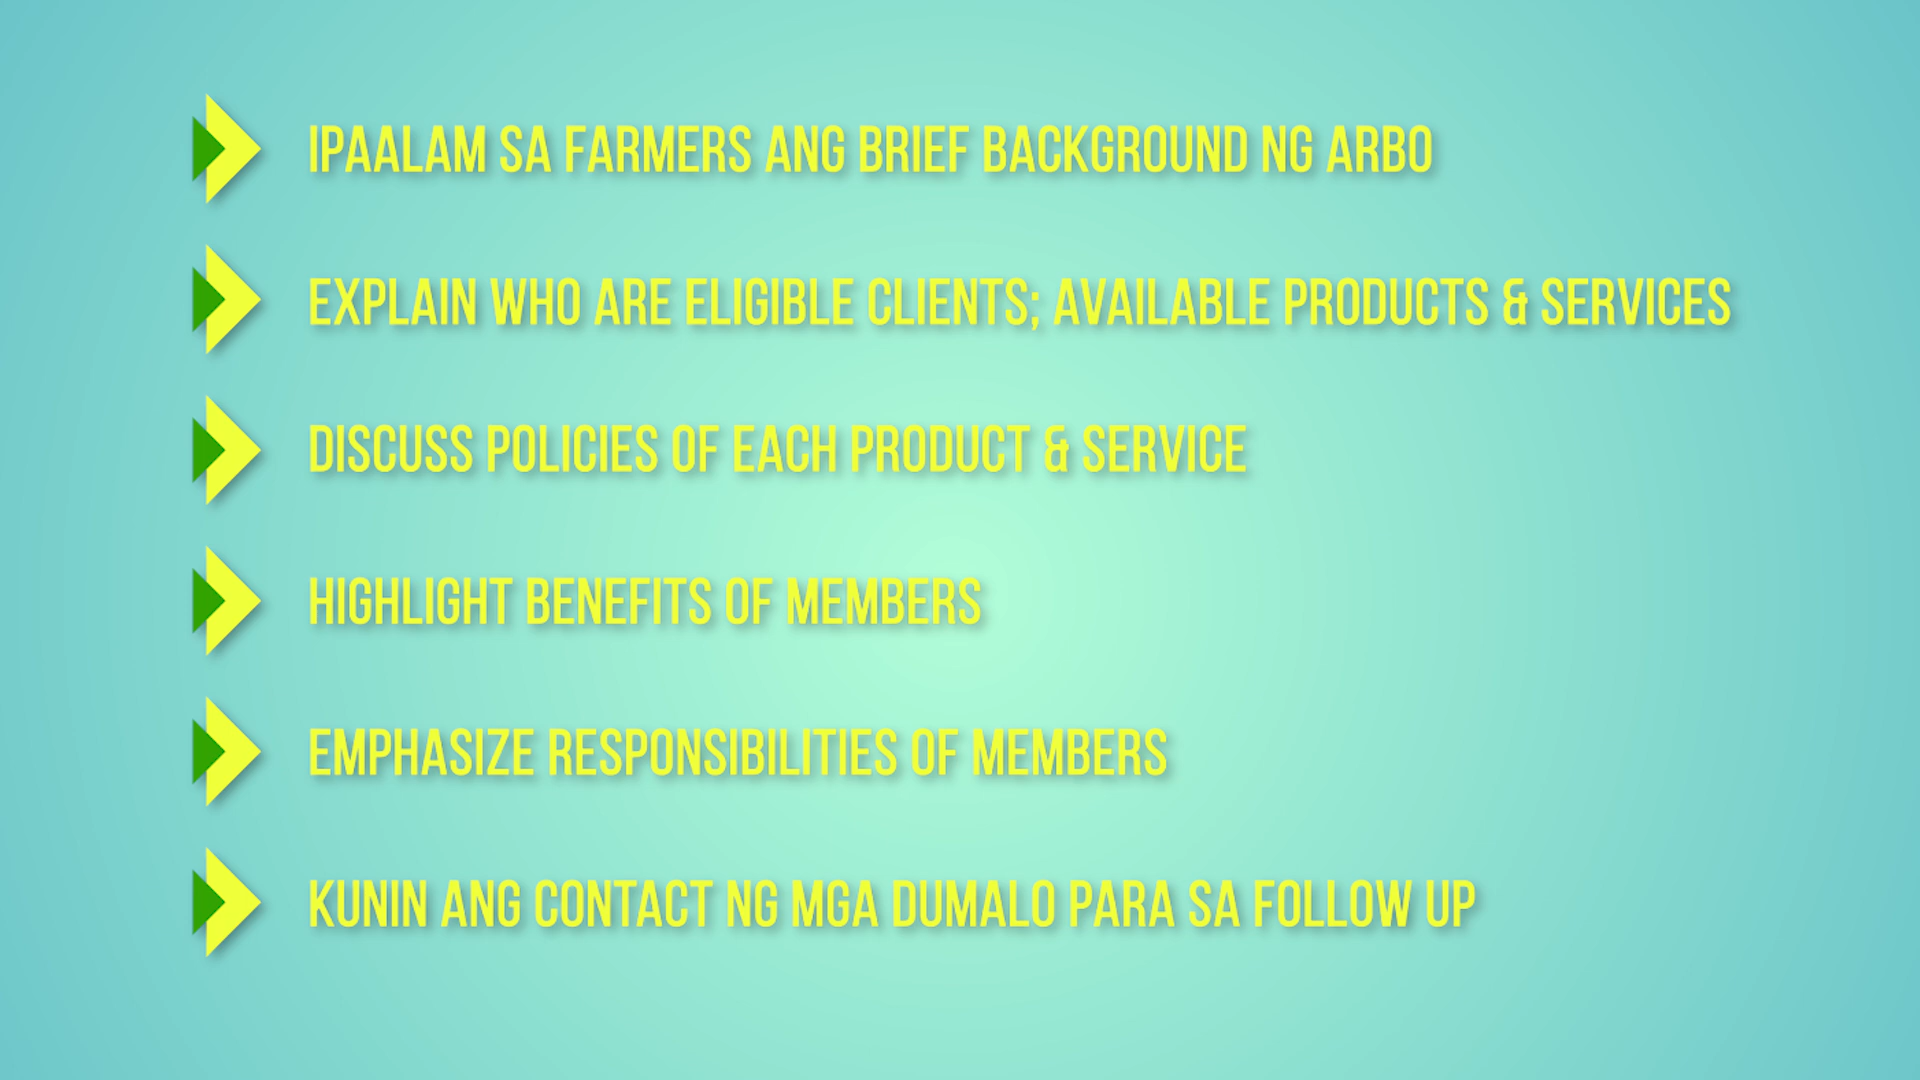 IPAALAM SA FARMERS ANG BRIEF BACKGROUND NG ARBO
EXPLAIN WHO ARE ELIGIBLE CLIENTS; AVAILABLE PRODUCTS & SERVICES
DISCUSS POLICIES OF EACH PRODUCT & SERVICE
HIGHLIGHT BENEFITS OF MEMBERS
EMPHASIZE RESPONSIBILITIES OF MEMBERS
KUNIN ANG CONTACT NG MGA DUMALO PARA SA FOLLOW UP